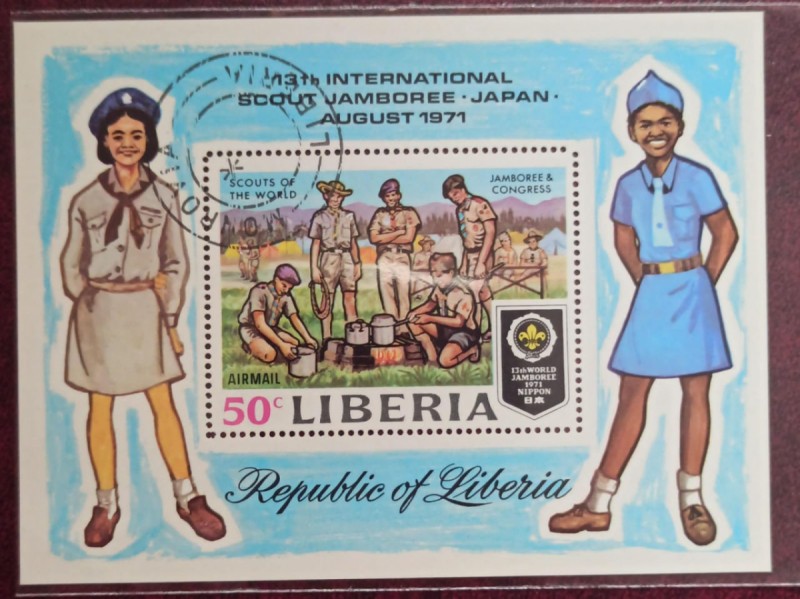 13th INTERNATIONAL
SCOUT JAMBOREE · JAPAN ·
AUGUST 1971
SCOUTS OF
THE WORLD
JAMBOREE &
CONGRESS
13th WORLD
JAMBOREE
1971
NIPPON
日本
AIRMAIL
50c LIBERIA
Republic of Liberia